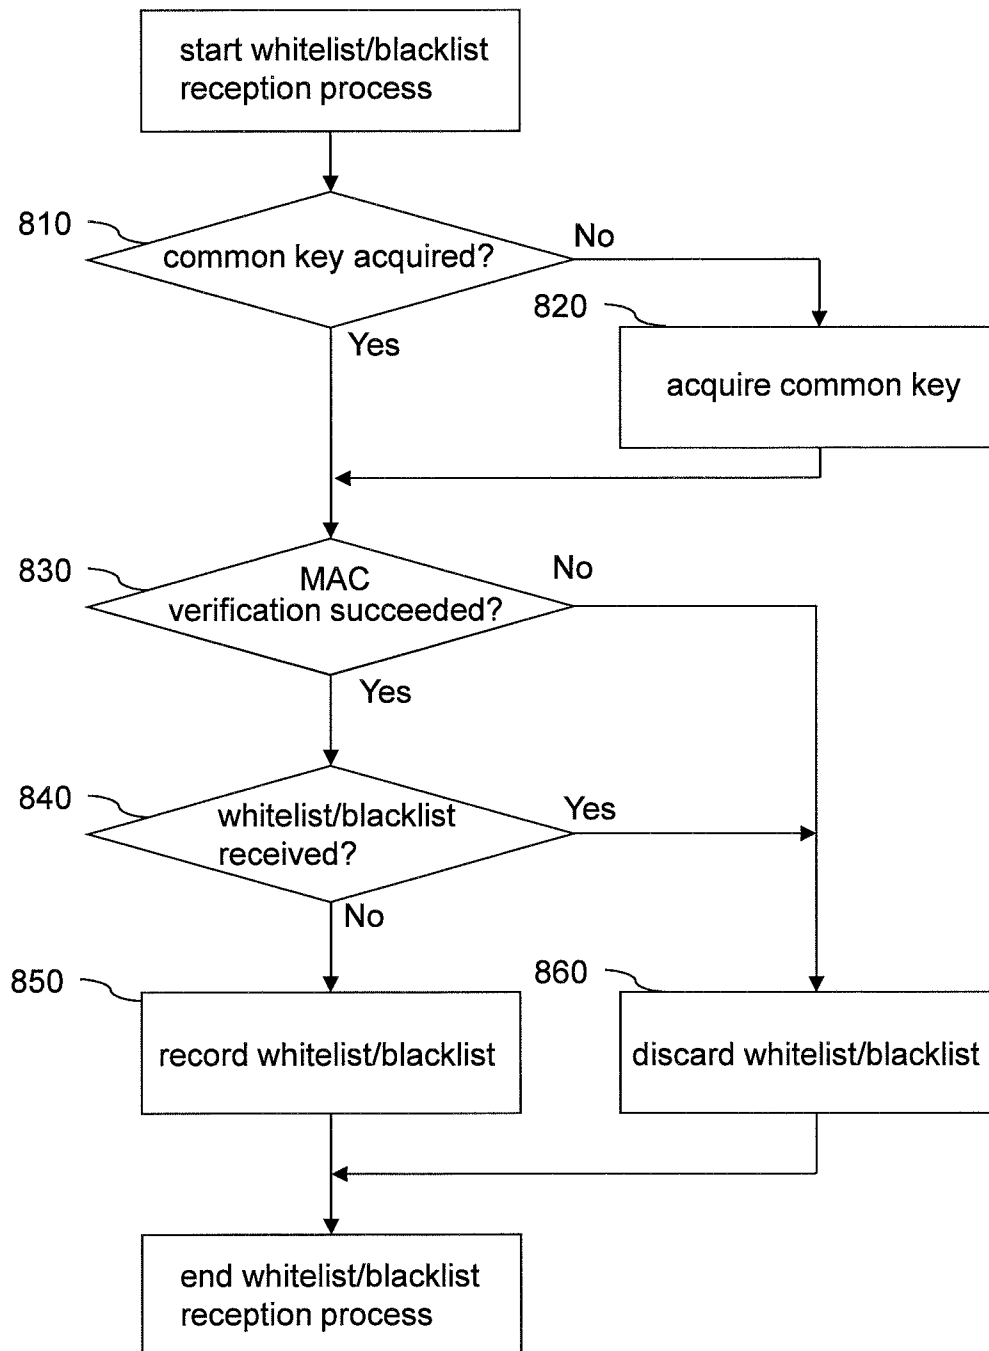 start whitelist/blacklist
reception process
810
common key acquired?
No
820
Yes
acquire common key
830
MAC
verification succeeded?
No
Yes
840
whitelist/blacklist
received?
Yes
No
850
record whitelist/blacklist
860
discard whitelist/blacklist
end whitelist/blacklist
reception process